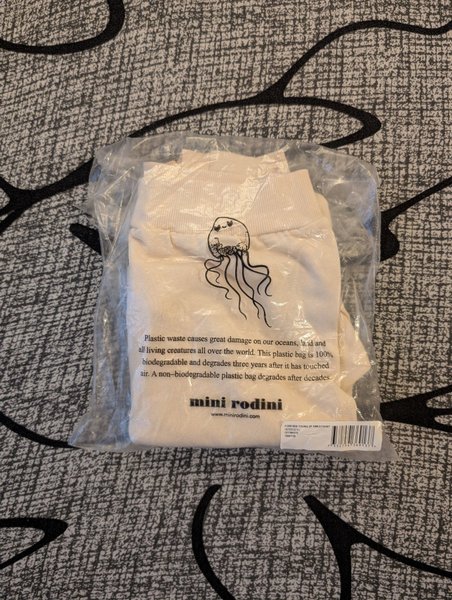 Plastic waste causes great damage on our oceans, land and
all living creatures all over the world. This plastic bag is 100%
biodegradable and degrades three years after it has touched
air. A non-biodegradable plastic bag degrades after decades.
mini rodini
www.minirodini.com